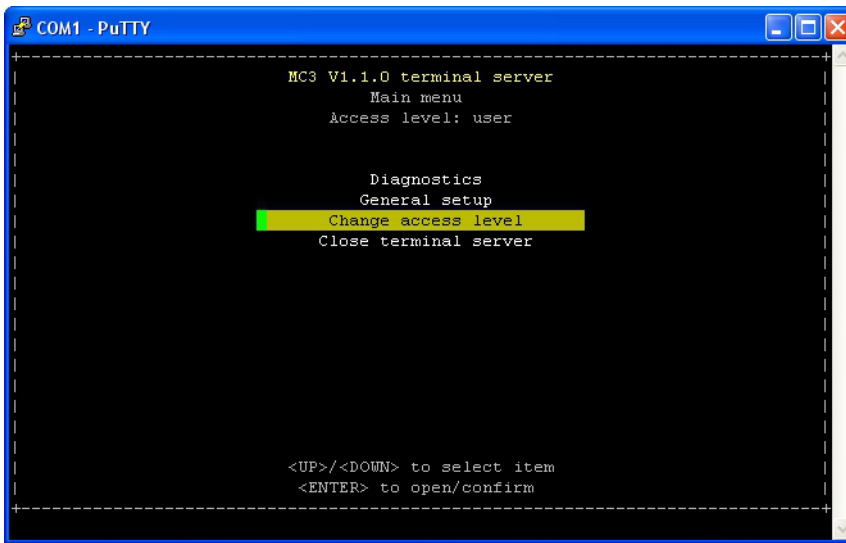 COM1 - PuTTY
MC3 V1.1.0 terminal server
Main menu
Access level: user
Diagnostics
General setup
Change access level
Close terminal server
<UP>/<DOWN> to select item
<ENTER> to open/confirm